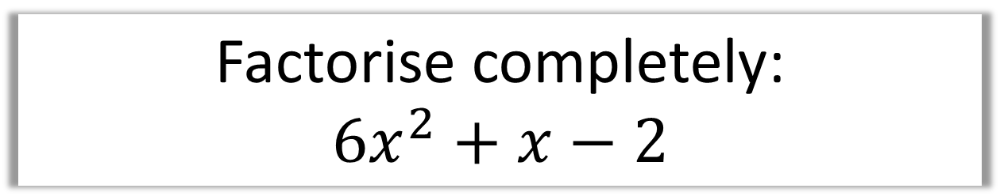 Factorise completely:
6x² + x − 2